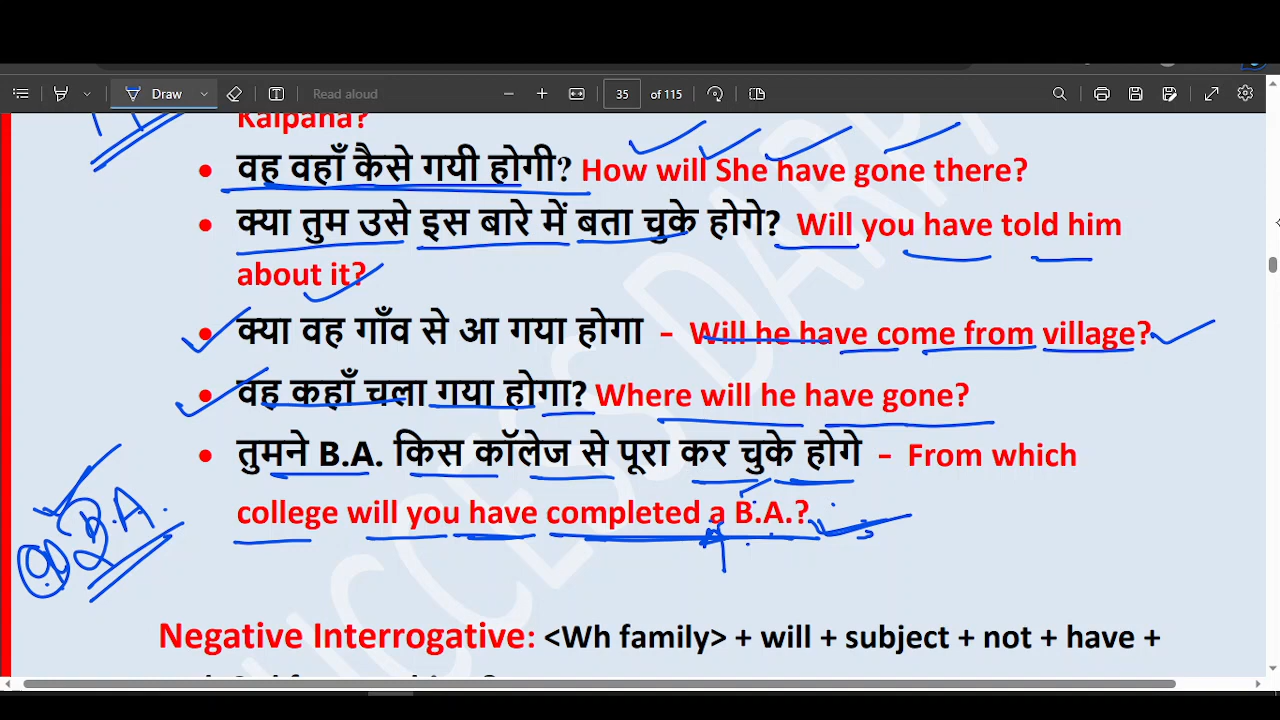 Draw
Read aloud
35 of 115
Kalpana?
• वह वहाँ कैसे गयी होगी? How will She have gone there?
• क्या तुम उसे इस बारे में बता चुके होगे? Will you have told him
about it?
• क्या वह गाँव से आ गया होगा – Will he have come from village?
• वह कहाँ चला गया होगा? Where will he have gone?
• तुमने B.A. किस कॉलेज से पूरा कर चुके होगे – From which
college will you have completed a B.A.?
B.A.
Negative Interrogative: <Wh family> + will + subject + not + have +